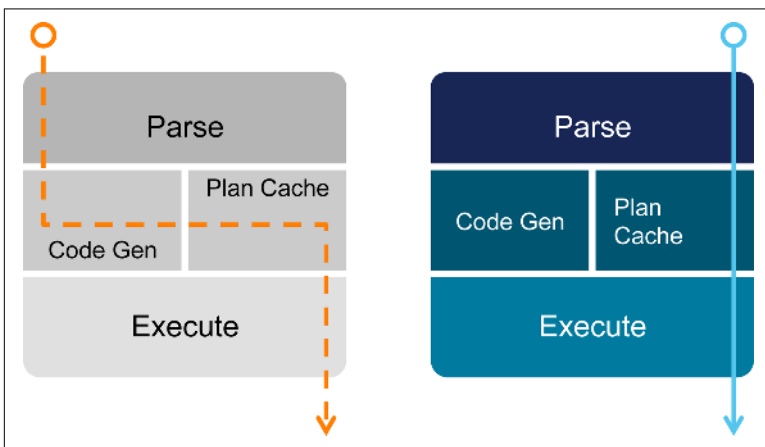 Parse
Plan Cache
Code Gen
Execute
Parse
Code Gen
Plan
Cache
Execute